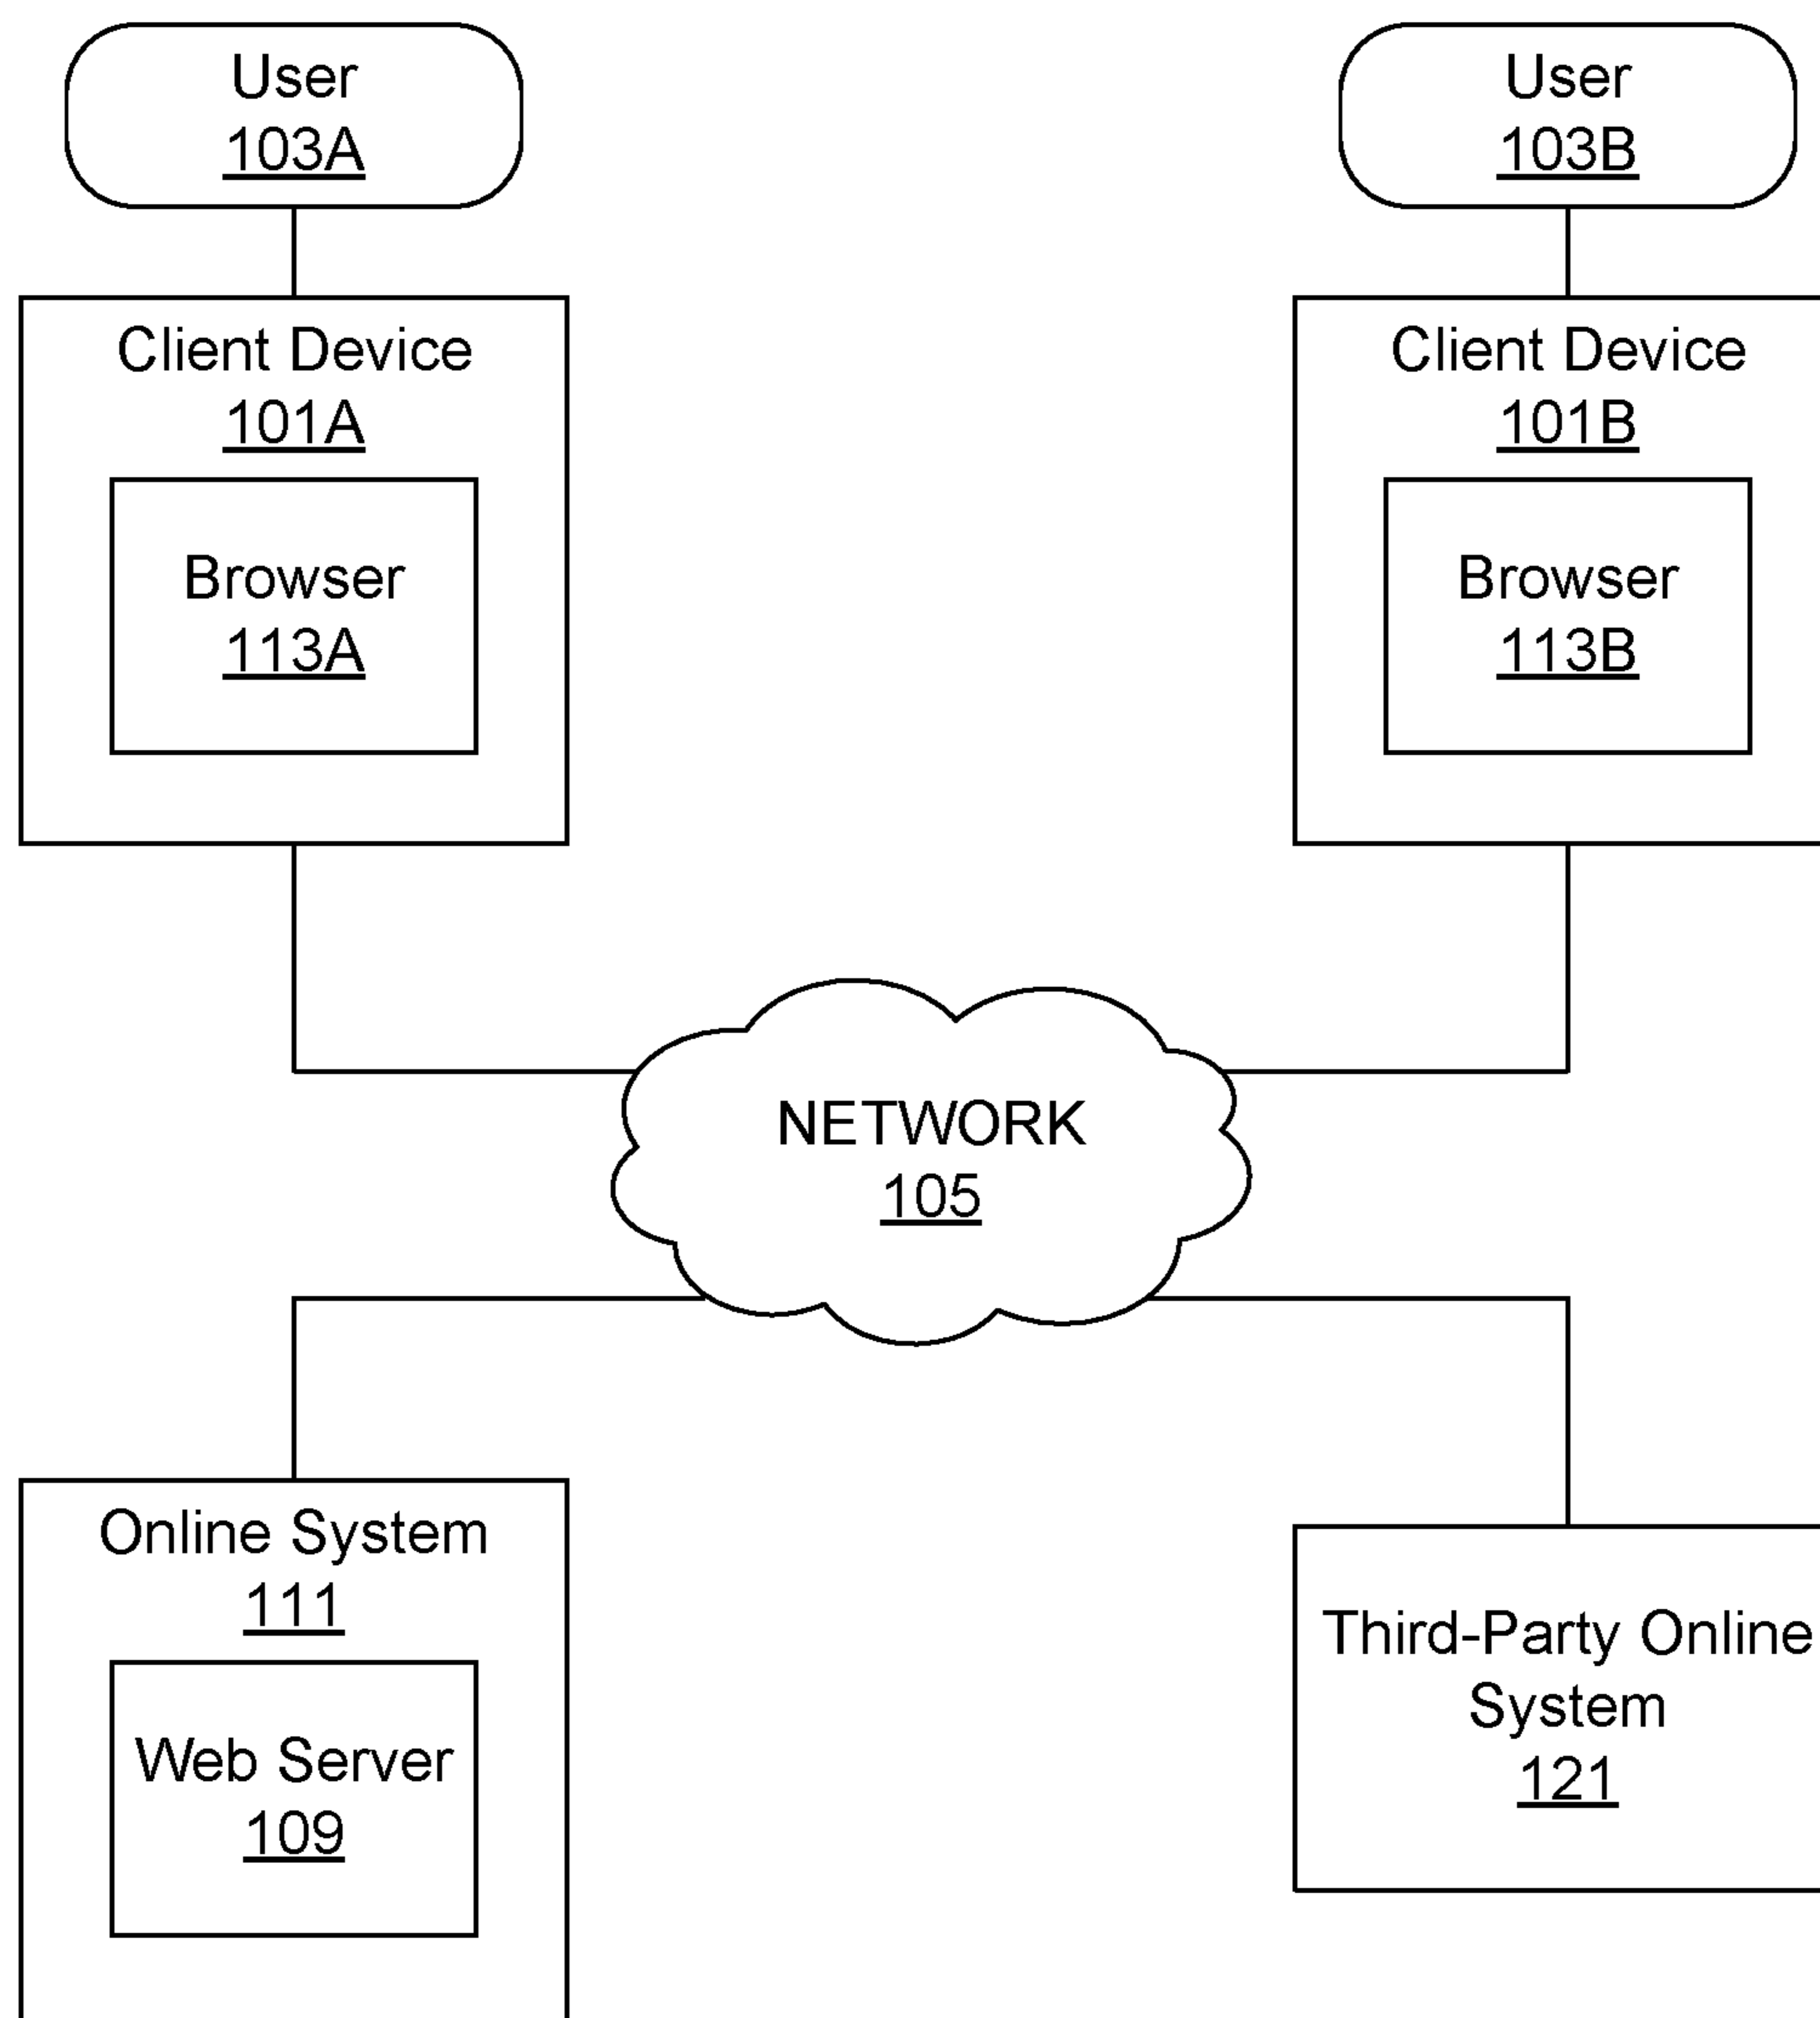 User
103A
User
103B
Client Device
101A
Browser
113A
Client Device
101B
Browser
113B
NETWORK
105
Online System
111
Web Server
109
Third-Party Online
System
121